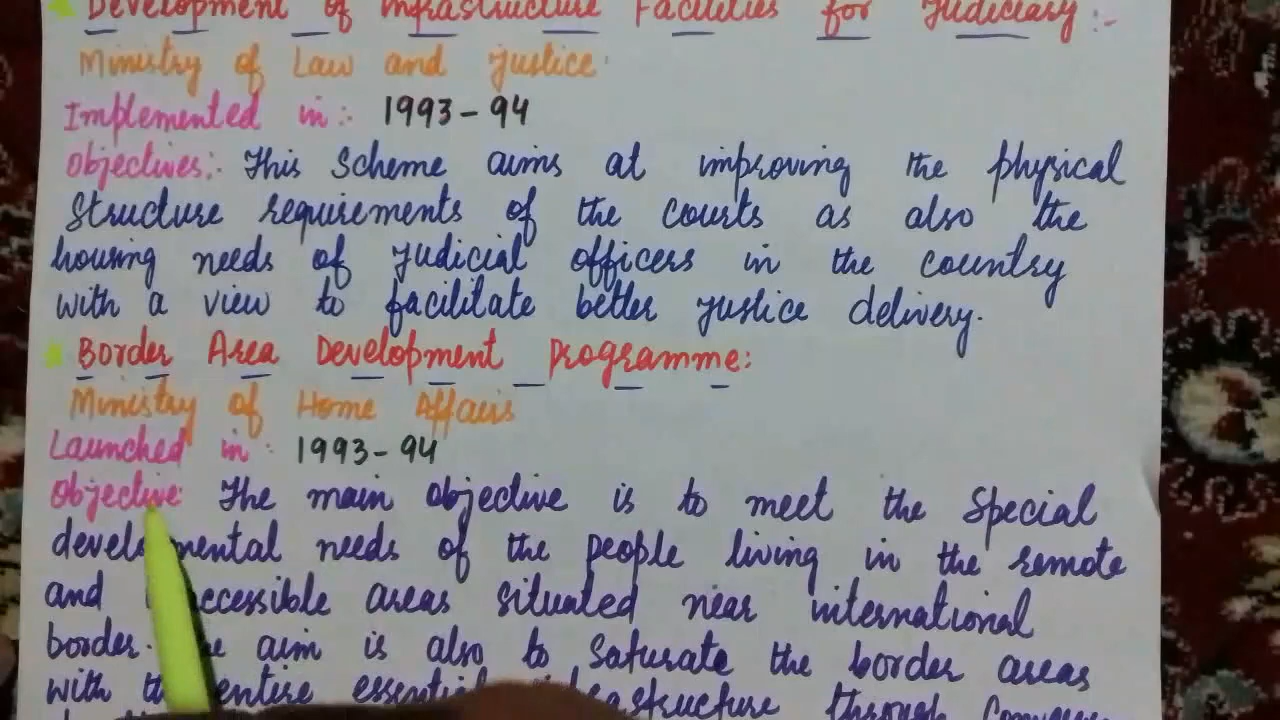 Development of Infrastructure Facilities for Judiciary:-
Ministry of Law and Justice
Implemented in:- 1993-94
Objectives:- This Scheme aims at improving the physical
Structure requirements of the courts as also the
housing needs of Judicial officers in the country
with a view to facilitate better Justice delivery.
Border Area Development Programme:
Ministry of Home Affairs
Launched in: 1993-94
Objective: The main objective is to meet the Special
needs of the people living in the remote
and areas situated near international
border. aim is also to Saturate the border areas
with entire through